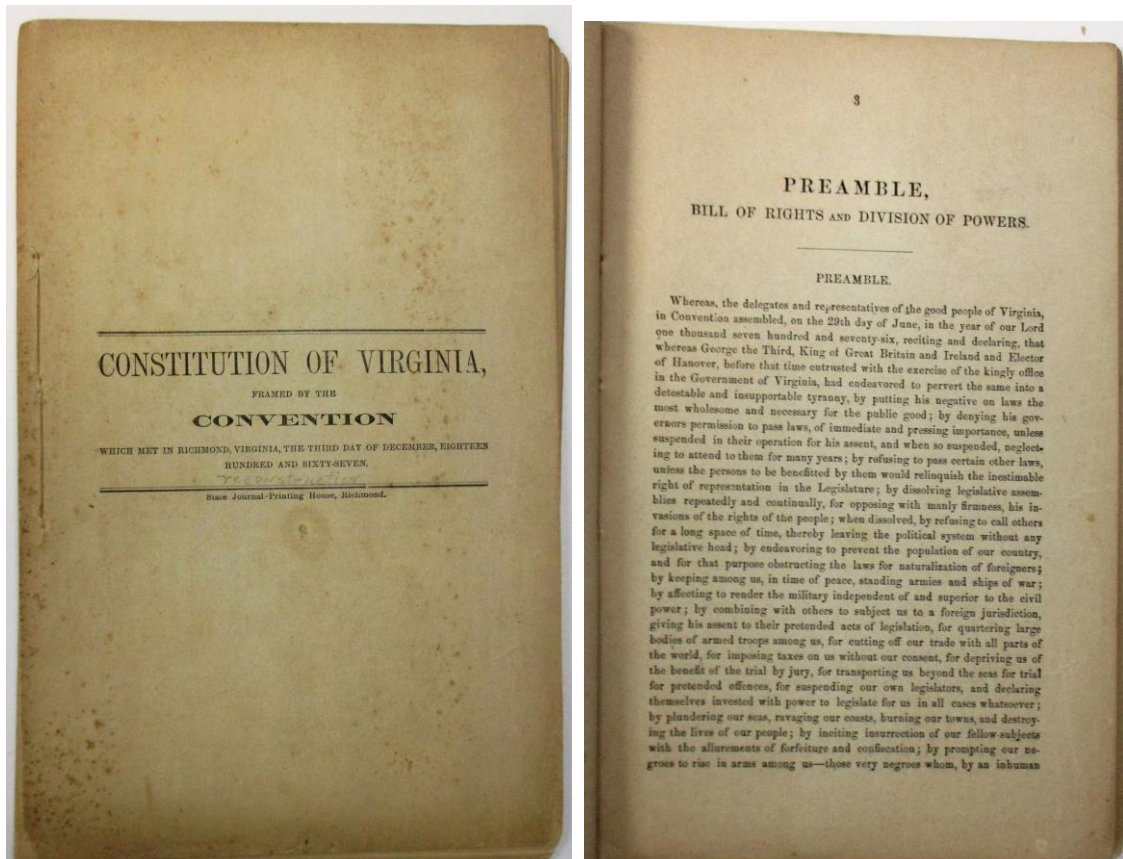 CONSTITUTION OF VIRGINIA,
FRAMED BY THE
CONVENTION
WHICH MET IN RICHMOND, VIRGINIA, THE THIRD DAY OF DECEMBER, EIGHTEEN
HUNDRED AND SIXTY-SEVEN.
reconstruction
State Journal Printing House, Richmond.
3
PREAMBLE,
BILL OF RIGHTS AND DIVISION OF POWERS.
PREAMBLE.
Whereas, the delegates and representatives of the good people of Virginia,
in Convention assembled, on the 29th day of June, in the year of our Lord
one thousand seven hundred and seventy-six, reciting and declaring, that
whereas George the Third, King of Great Britain and Ireland and Elector
of Hanover, before that time entrusted with the exercise of the kingly office
in the Government of Virginia, had endeavored to pervert the same into a
detestable and insupportable tyranny, by putting his negative on laws the
most wholesome and necessary for the public good; by denying his gov-
ernors permission to pass laws, of immediate and pressing importance, unless
suspended in their operation for his assent, and when so suspended, neglect-
ing to attend to them for many years; by refusing to pass certain other laws,
unless the persons to be benefitted by them would relinquish the inestimable
right of representation in the Legislature; by dissolving legislative assem-
blies repeatedly and continually, for opposing with manly firmness, his in-
vasions of the rights of the people; when dissolved, by refusing to call others
for a long space of time, thereby leaving the political system without any
legislative head; by endeavoring to prevent the population of our country,
and for that purpose obstructing the laws for naturalization of foreigners;
by keeping among us, in time of peace, standing armies and ships of war;
by affecting to render the military independent of and superior to the civil
power; by combining with others to subject us to a foreign jurisdiction,
giving his assent to their pretended acts of legislation, for quartering large
bodies of armed troops among us, for cutting off our trade with all parts of
the world, for imposing taxes on us without our consent, for depriving us of
the benefit of the trial by jury, for transporting us beyond the seas for trial
for pretended offences, for suspending our own legislators, and declaring
themselves invested with power to legislate for us in all cases whatsoever;
by plundering our seas, ravaging our coasts, burning our towns, and destroy-
ing the lives of our people; by inciting insurrection of our fellow-subjects
with the allurements of forfeiture and confiscation; by prompting our ne-
groes to rise in arms among us—those very negroes whom, by an inhuman